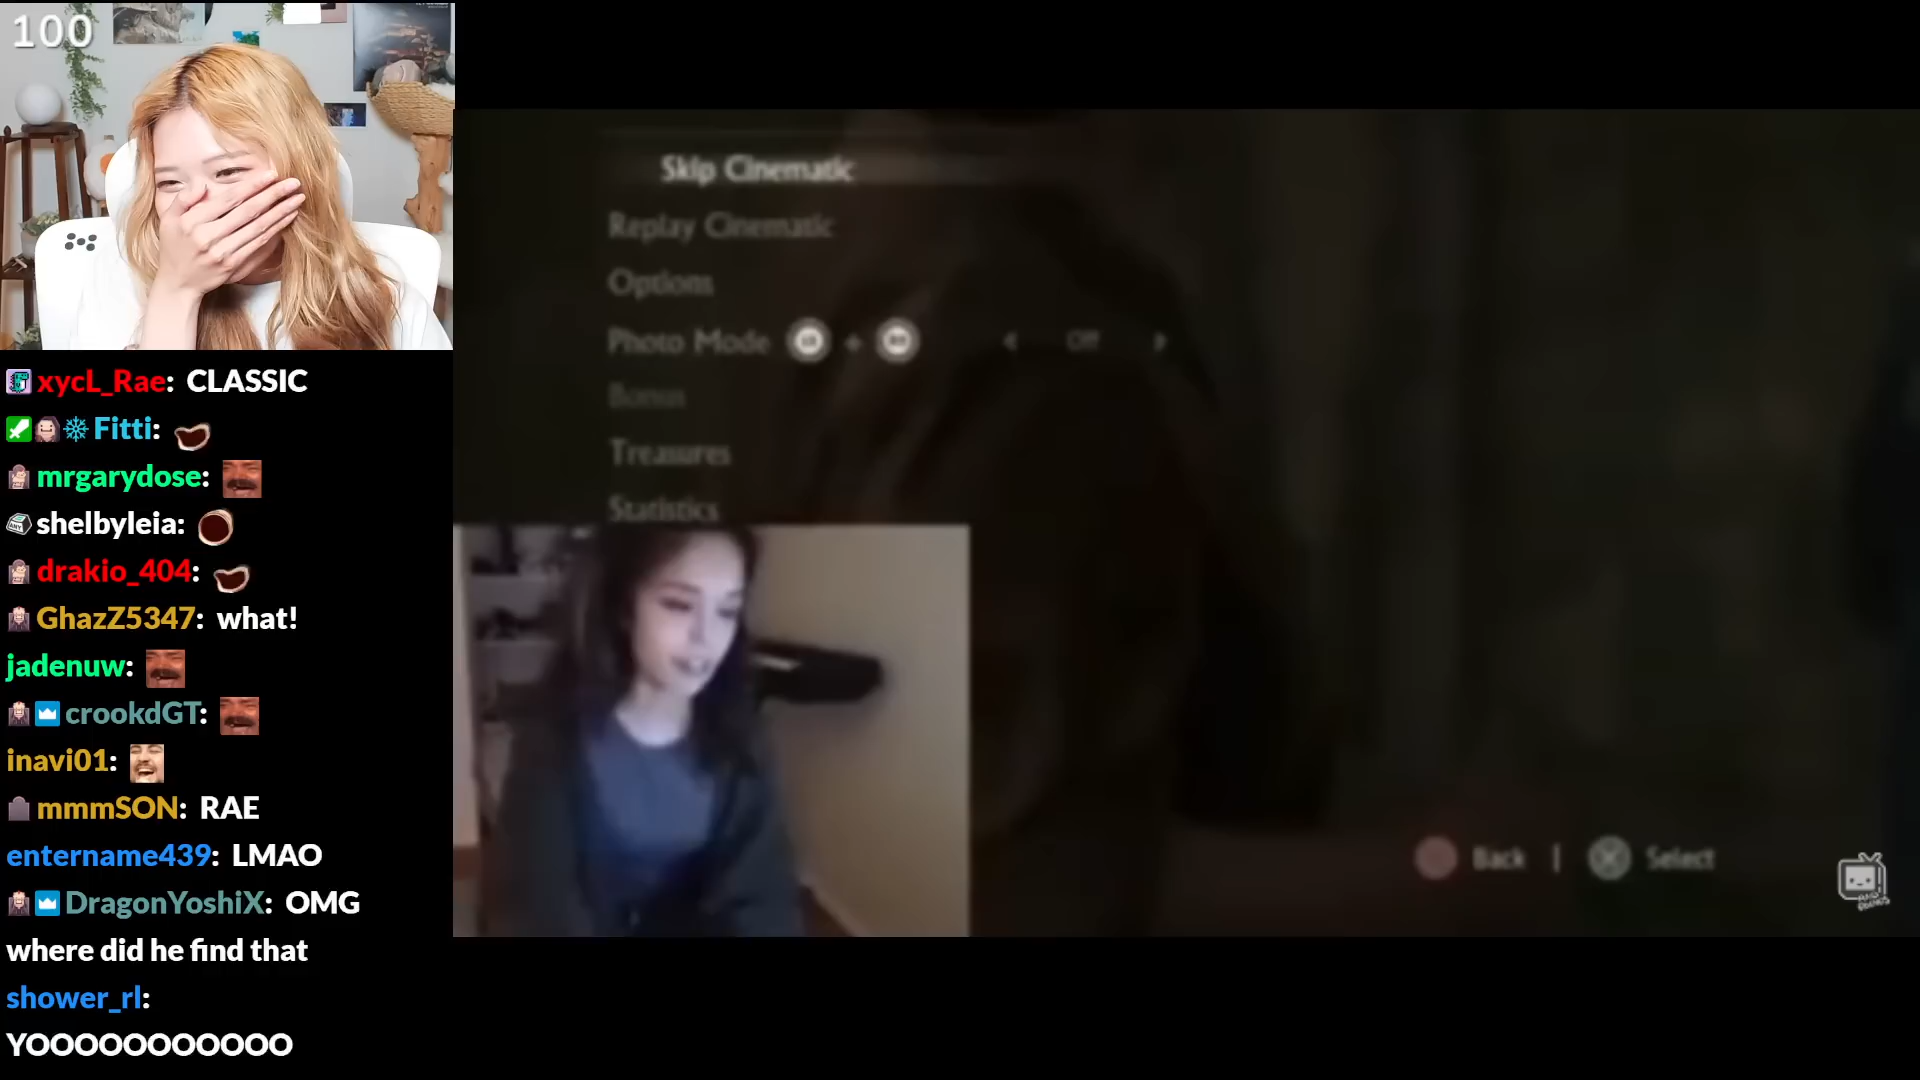 100
Skip Cinematic
Replay Cinematic
Options
Photo Mode + Off
Bonus
Treasures
Statistics
Back | Select
xycL_Rae: CLASSIC
Fitti:
mrgarydose:
shelbyleia:
drakio_404:
GhazZ5347: what!
jadenuw:
crookdGT:
inavi01:
mmmSON: RAE
entername439: LMAO
DragonYoshiX: OMG
where did he find that
shower_rl:
YOOOOOOOOOOO